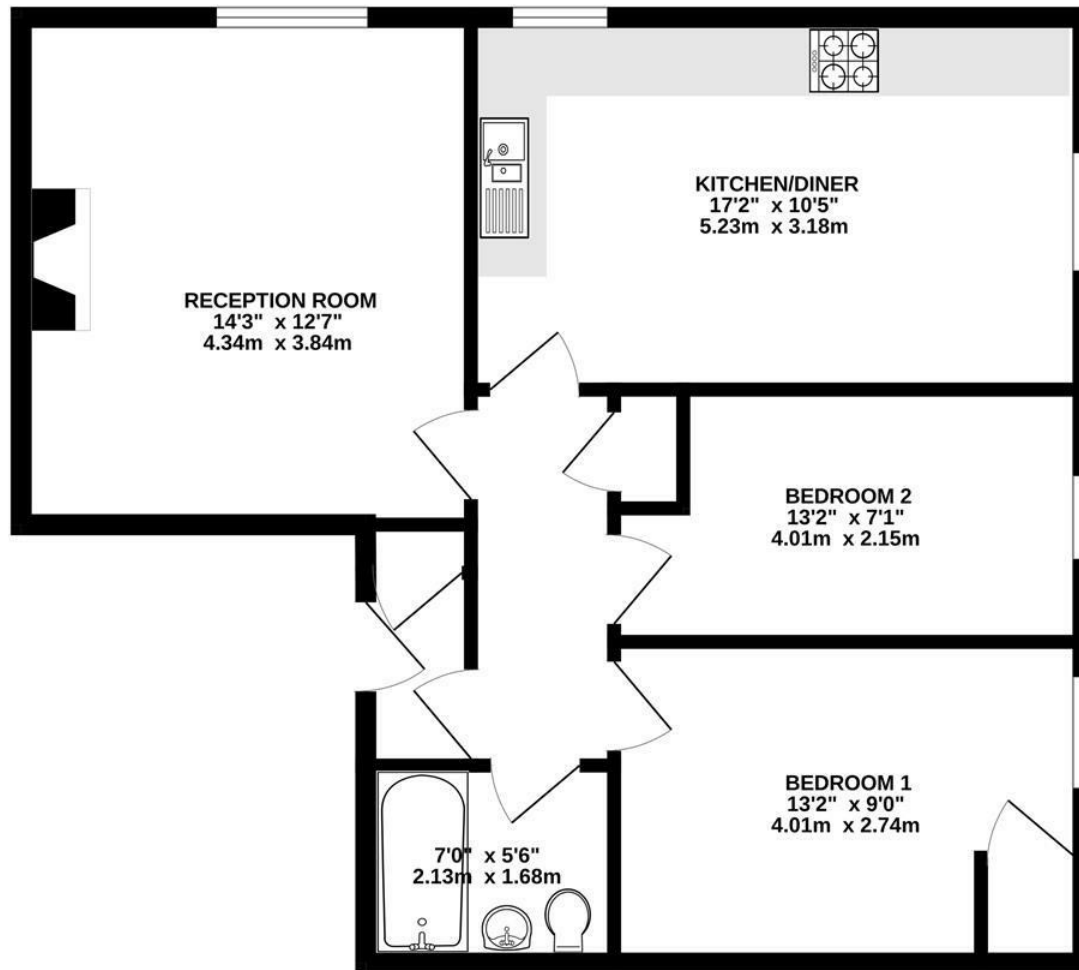 KITCHEN/DINER
17'2" x 10'5"
5.23m x 3.18m
RECEPTION ROOM
14'3" x 12'7"
4.34m x 3.84m
BEDROOM 2
13'2" x 7'1"
4.01m x 2.15m
BEDROOM 1
13'2" x 9'0"
4.01m x 2.74m
7'0" x 5'6"
2.13m x 1.68m